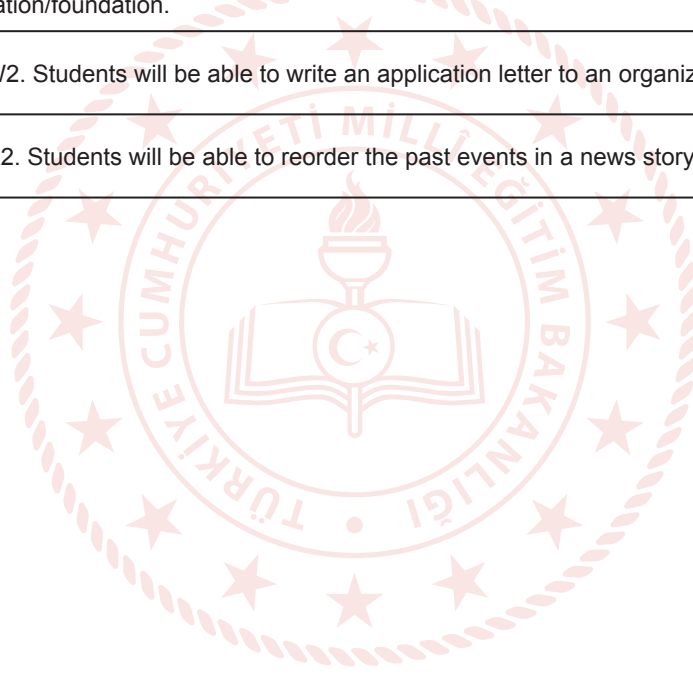 ation/foundation.
/2. Students will be able to write an application letter to an organiz
2. Students will be able to reorder the past events in a news story
TÜRKİYE CUMHURİYETİ MİLLÎ EĞİTİM BAKANLIĞI